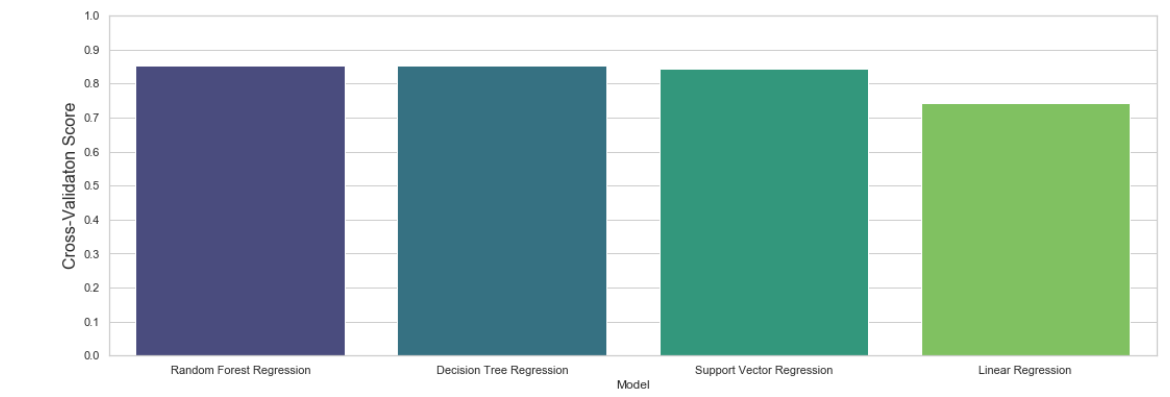 1.0
0.9
0.8
0.7
0.6
0.5
0.4
0.3
0.2
0.1
0.0
Cross-Validaton Score
Random Forest Regression
Decision Tree Regression
Support Vector Regression
Linear Regression
Model